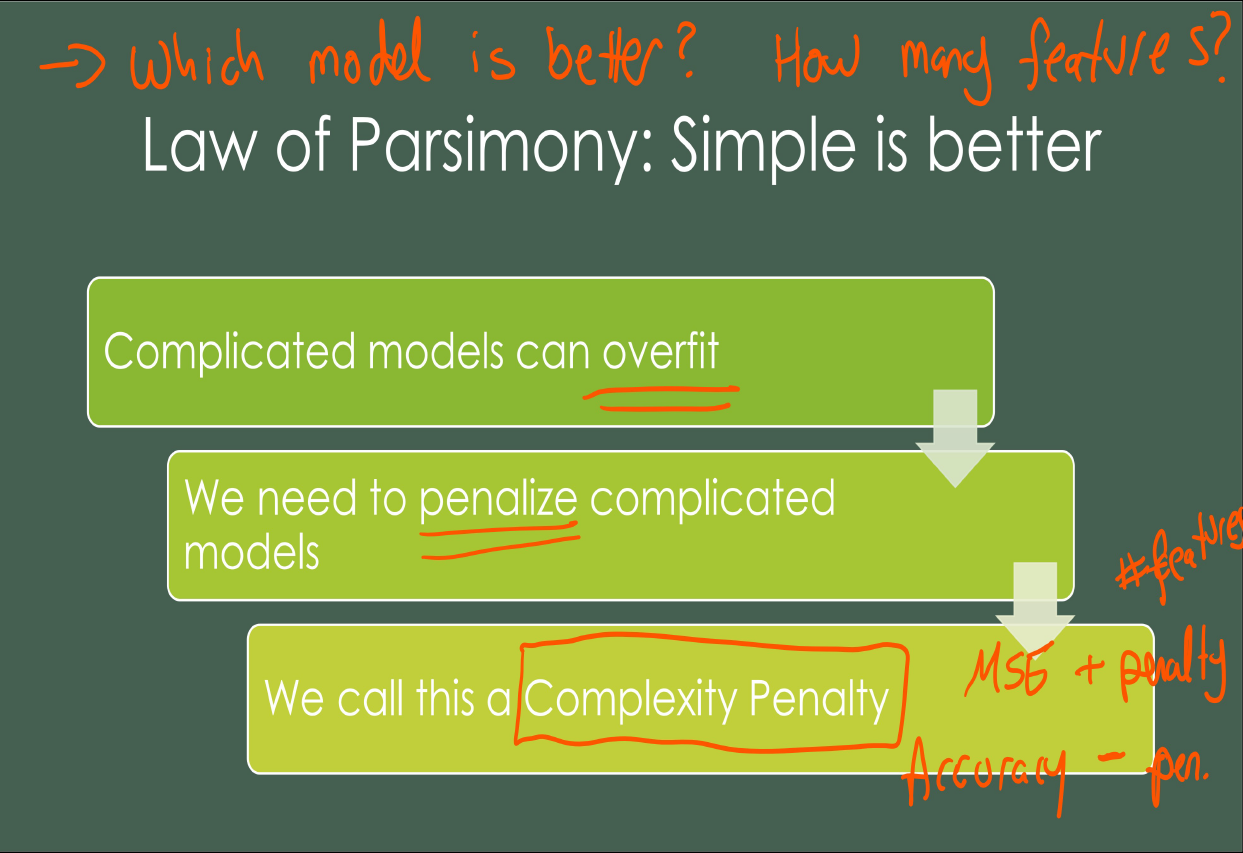 → Which model is better? How many features?
Law of Parsimony: Simple is better
Complicated models can overfit
We need to penalize complicated
models
#features
We call this a Complexity Penalty
MSE + penalty
Accuracy - pen.